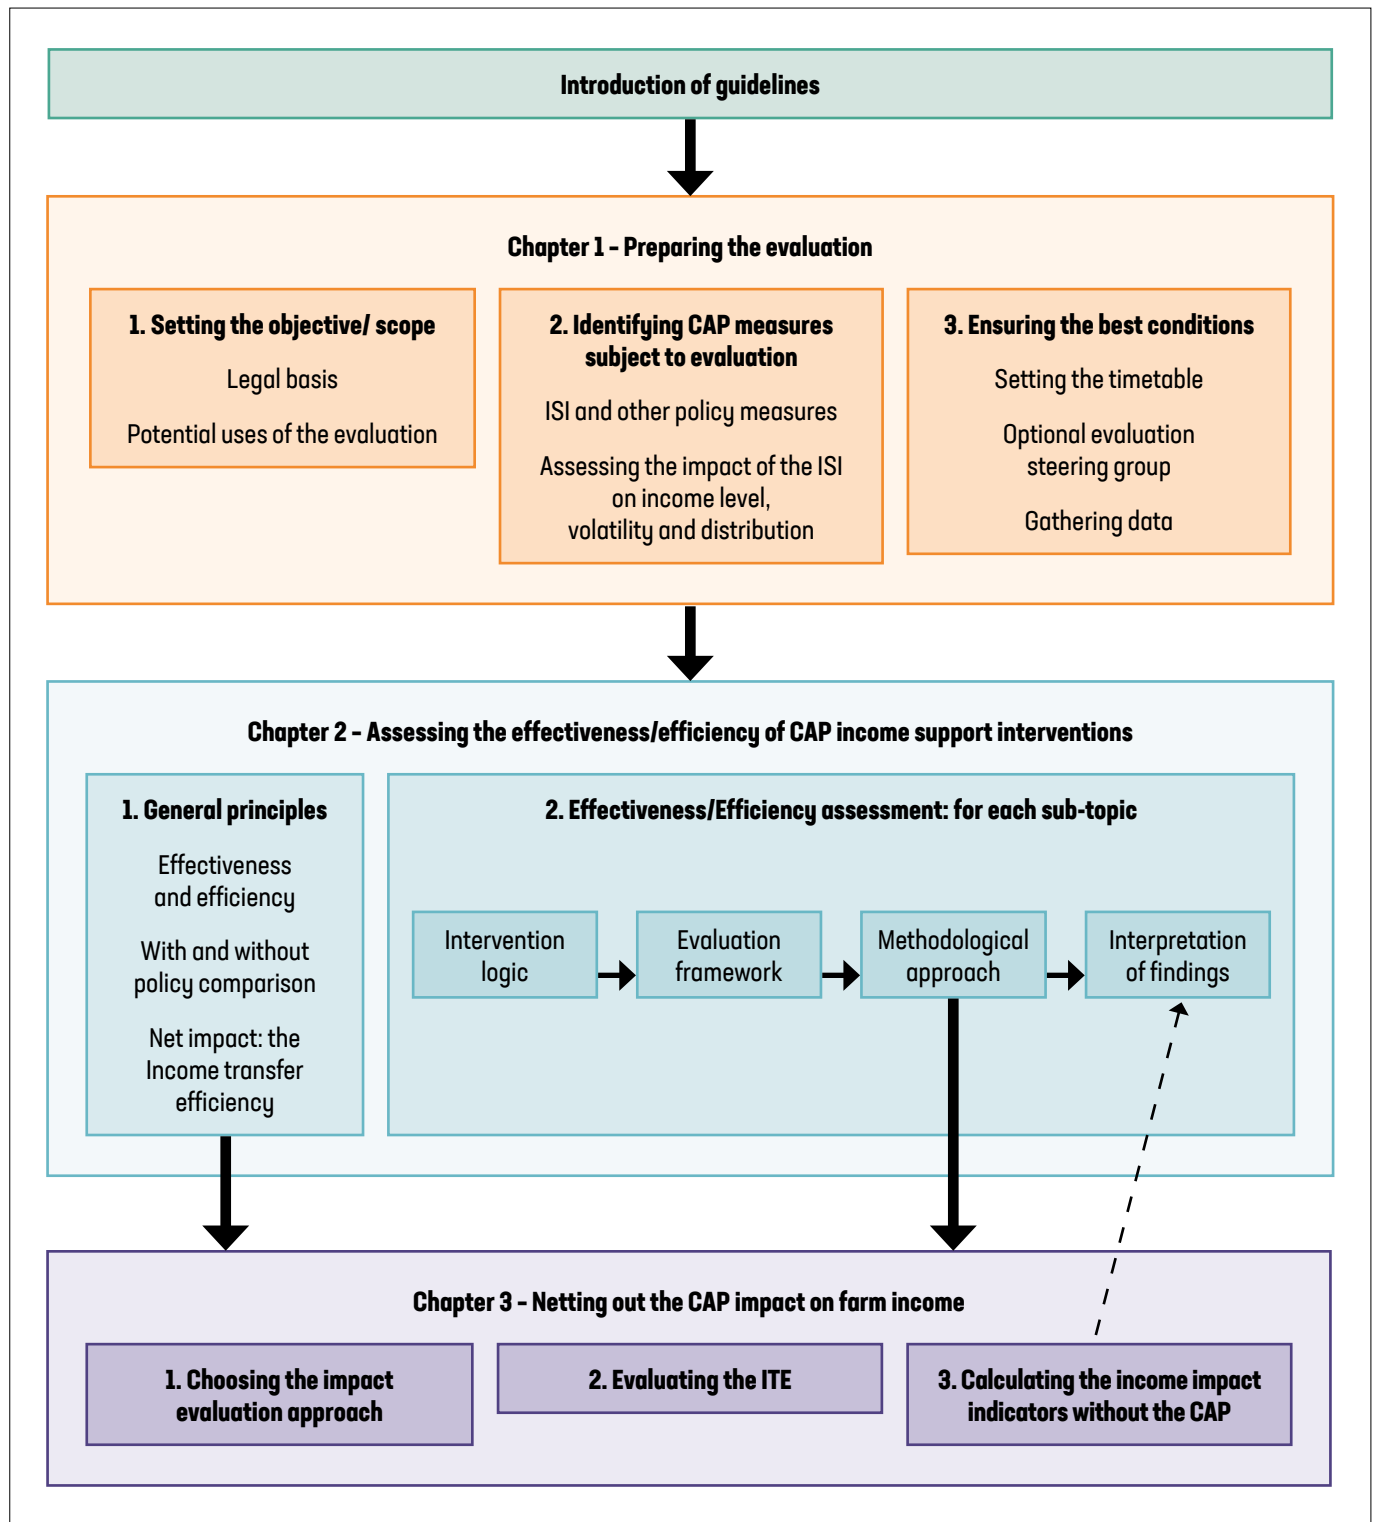 Introduction of guidelines
Chapter 1 – Preparing the evaluation
1. Setting the objective/ scope
Legal basis
Potential uses of the evaluation
2. Identifying CAP measures
subject to evaluation
ISI and other policy measures
Assessing the impact of the ISI
on income level,
volatility and distribution
3. Ensuring the best conditions
Setting the timetable
Optional evaluation
steering group
Gathering data
Chapter 2 – Assessing the effectiveness/efficiency of CAP income support interventions
1. General principles
Effectiveness
and efficiency
With and without
policy comparison
Net impact: the
Income transfer
efficiency
2. Effectiveness/Efficiency assessment: for each sub-topic
Intervention
logic
Evaluation
framework
Methodological
approach
Interpretation
of findings
Chapter 3 – Netting out the CAP impact on farm income
1. Choosing the impact
evaluation approach
2. Evaluating the ITE
3. Calculating the income impact
indicators without the CAP